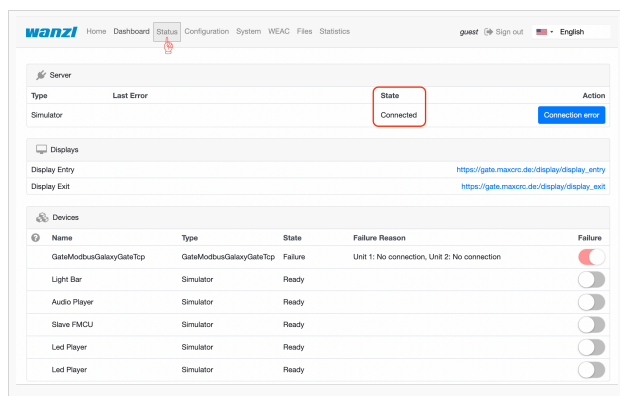 wanzl Home Dashboard Status Configuration System WEAC Files Statistics guest Sign out English
Server
Type Last Error State Action
Simulator Connected Connection error
Displays
Display Entry https://gate.maxcrc.de:/display/display_entry
Display Exit https://gate.maxcrc.de:/display/display_exit
Devices
? Name Type State Failure Reason Failure
GateModbusGalaxyGateTcp GateModbusGalaxyGateTcp Failure Unit 1: No connection, Unit 2: No connection
Light Bar Simulator Ready
Audio Player Simulator Ready
Slave FMCU Simulator Ready
Led Player Simulator Ready
Led Player Simulator Ready